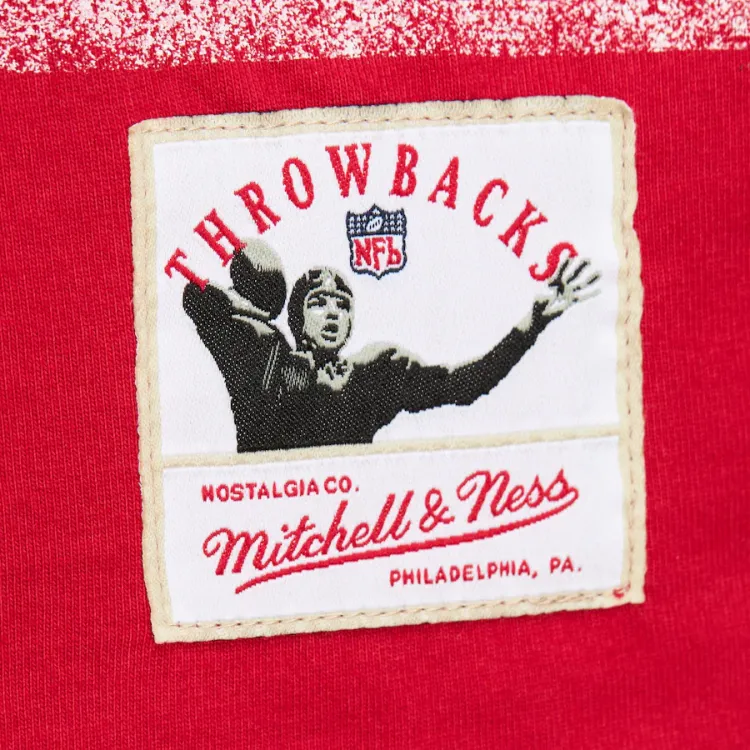 THROWBACKS
NFL
NOSTALGIA CO.
Mitchell & Ness
PHILADELPHIA, PA.